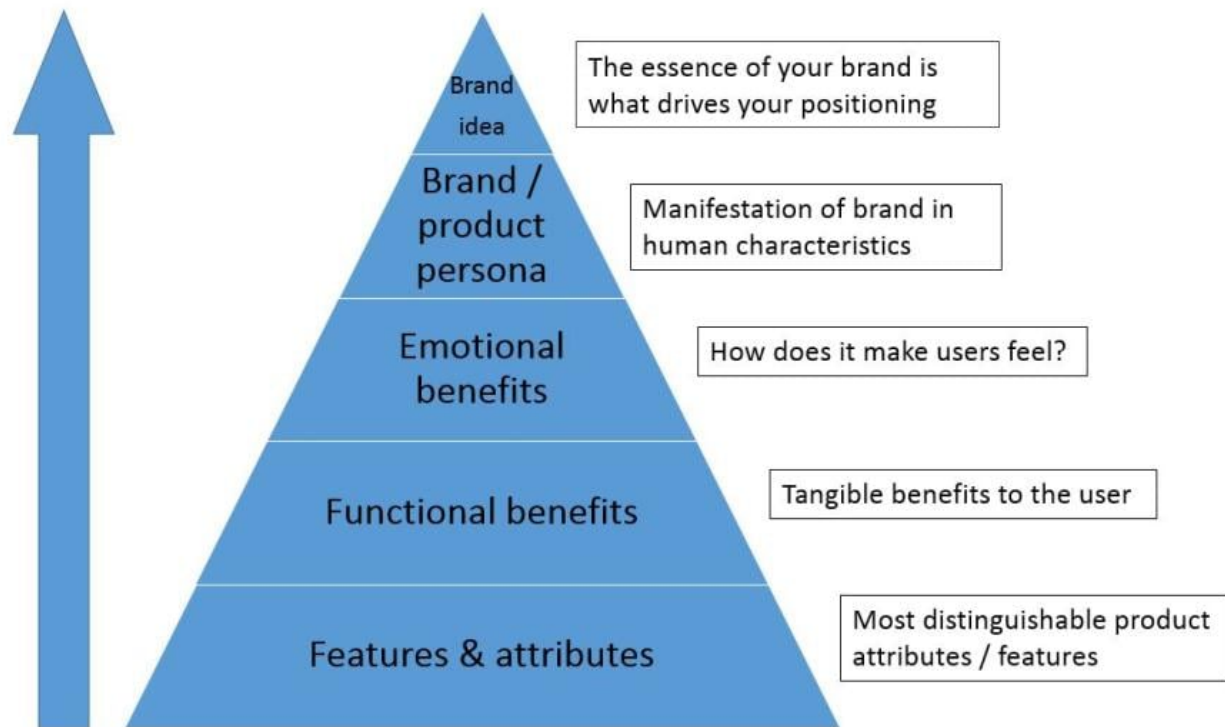 Brand
idea
The essence of your brand is
what drives your positioning
Brand /
product
persona
Manifestation of brand in
human characteristics
Emotional
benefits
How does it make users feel?
Functional benefits
Tangible benefits to the user
Features & attributes
Most distinguishable product
attributes / features